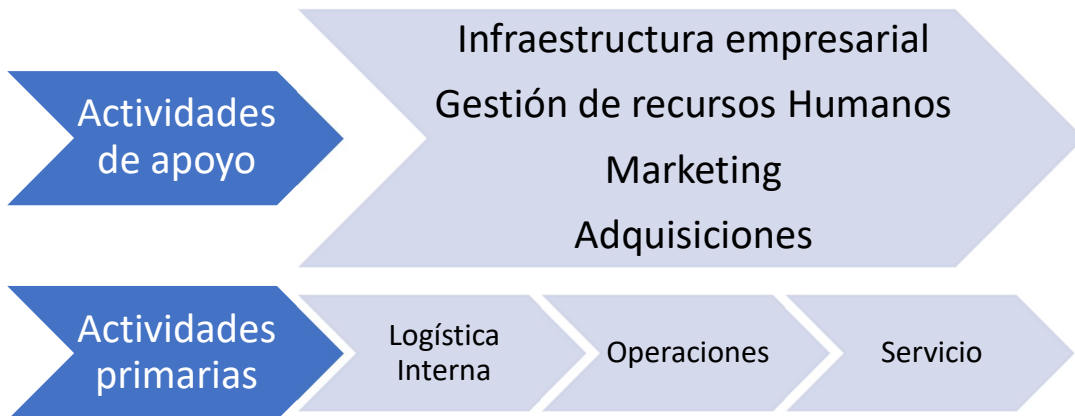 Actividades
de apoyo
Infraestructura empresarial
Gestión de recursos Humanos
Marketing
Adquisiciones
Actividades
primarias
Logística
Interna
Operaciones
Servicio